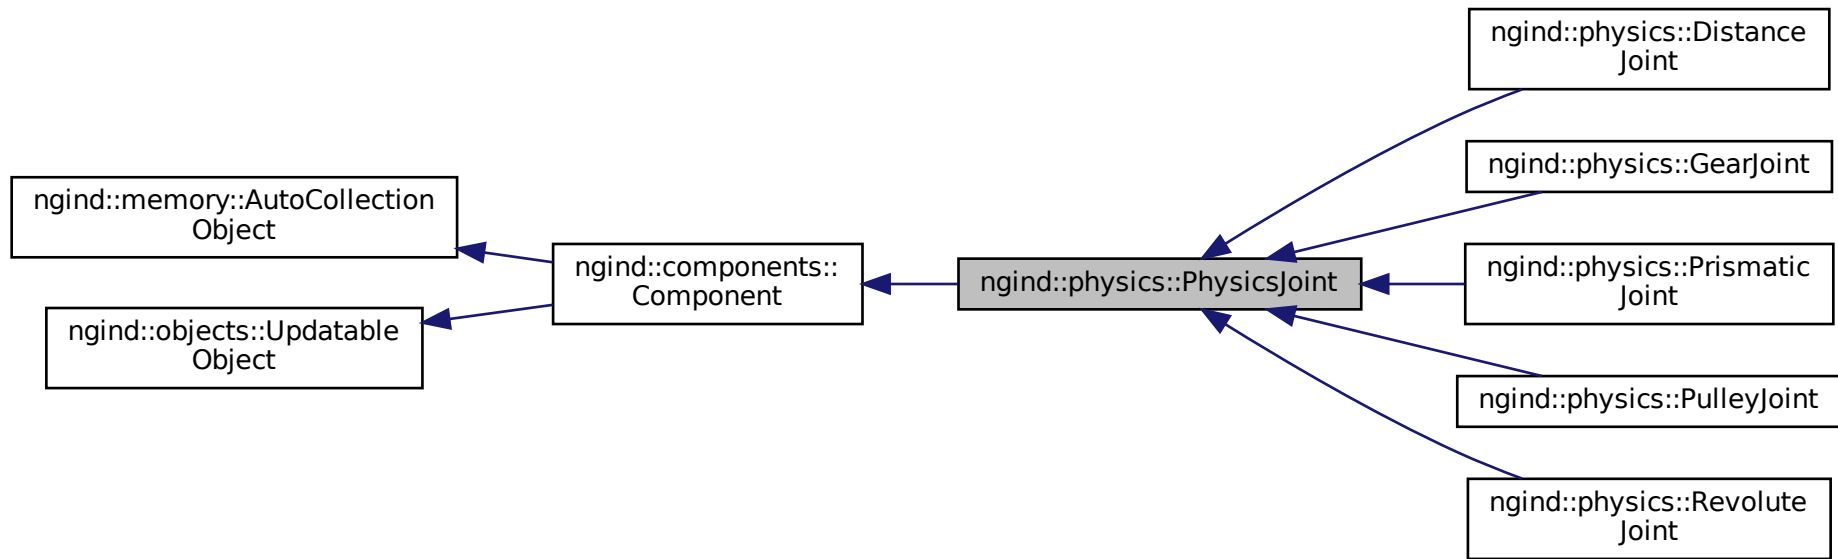 ngind::memory::AutoCollection
Object
ngind::objects::Updatable
Object
ngind::components::
Component
ngind::physics::PhysicsJoint
ngind::physics::Distance
Joint
ngind::physics::GearJoint
ngind::physics::Prismatic
Joint
ngind::physics::PulleyJoint
ngind::physics::Revolute
Joint